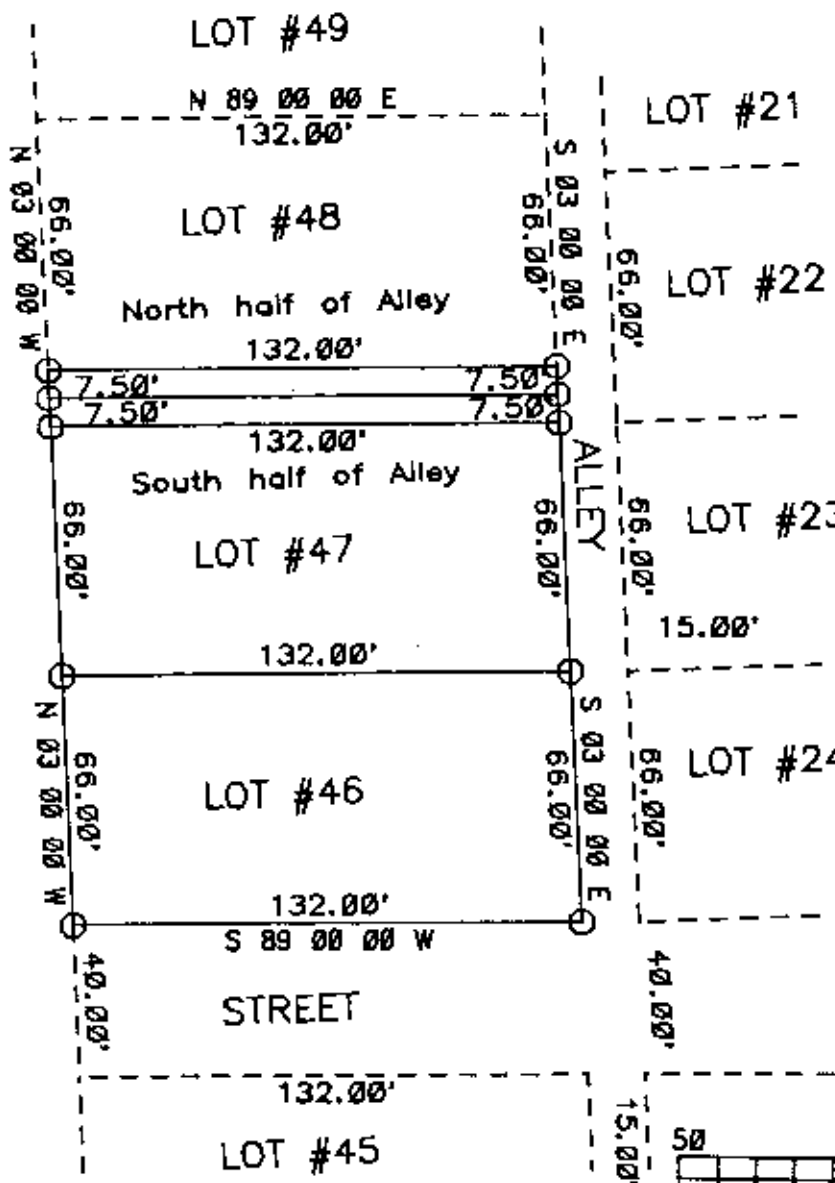 LOT #49
N 89 00 00 E
132.00'
LOT #21
N 03 00 00 W
66.00'
LOT #48
66.00'
S 03 00 00 E
66.00'
LOT #22
North half of Alley
132.00'
7.50'
7.50'
7.50'
7.50'
132.00'
South half of Alley
ALLEY
66.00'
LOT #47
66.00'
66.00'
LOT #23
15.00'
132.00'
N 03 00 00 W
66.00'
LOT #46
66.00'
S 03 00 00 E
66.00'
LOT #24
132.00'
S 89 00 00 W
40.00'
STREET
40.00'
132.00'
LOT #45
15.00'
50